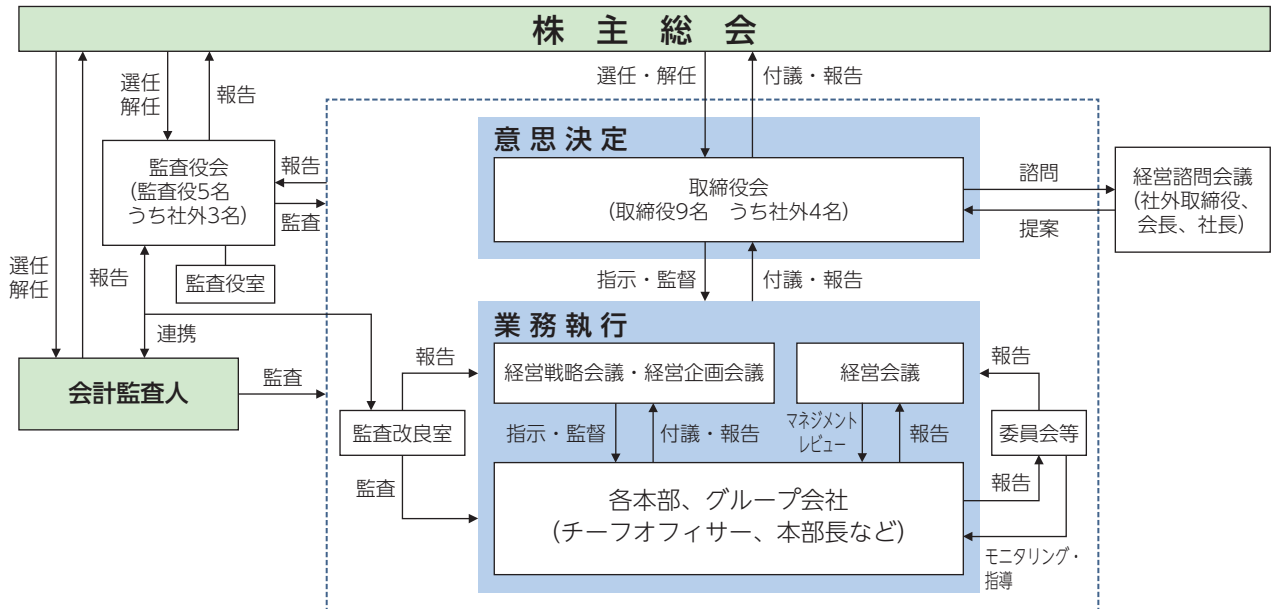 株主総会
選任
解任
報告
選任・解任
付議・報告
意思決定
監査役会
(監査役5名
うち社外3名)
報告
監査
取締役会
(取締役9名　うち社外4名)
諮問
提案
経営諮問会議
(社外取締役、
会長、社長)
選任
解任
報告
監査役室
指示・監督
付議・報告
連携
業務執行
会計監査人
監査
報告
経営戦略会議・経営企画会議
経営会議
報告
監査改良室
指示・監督
付議・報告
マネジメント
レビュー
報告
委員会等
監査
各本部、グループ会社
(チーフオフィサー、本部長など)
報告
モニタリング・
指導